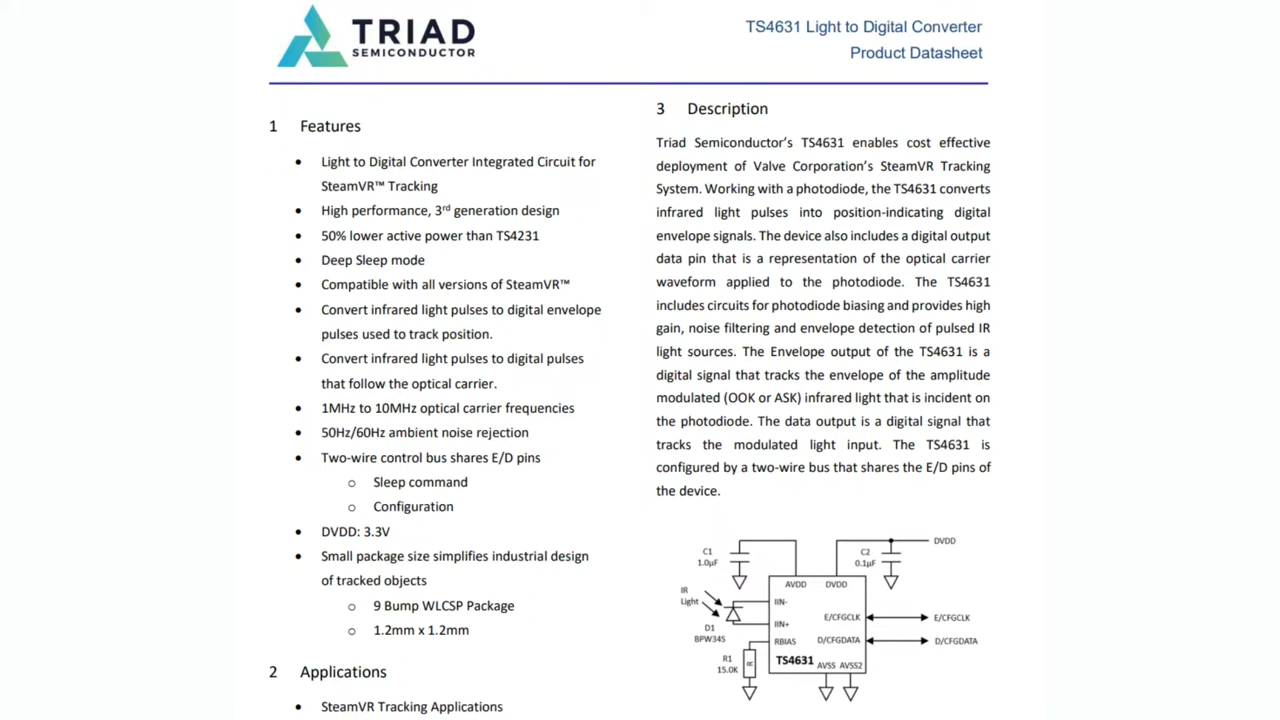 TRIAD
SEMICONDUCTOR
TS4631 Light to Digital Converter
Product Datasheet
1 Features
• Light to Digital Converter Integrated Circuit for
SteamVR™ Tracking
• High performance, 3rd generation design
• 50% lower active power than TS4231
• Deep Sleep mode
• Compatible with all versions of SteamVR™
• Convert infrared light pulses to digital envelope
pulses used to track position.
• Convert infrared light pulses to digital pulses
that follow the optical carrier.
• 1MHz to 10MHz optical carrier frequencies
• 50Hz/60Hz ambient noise rejection
• Two-wire control bus shares E/D pins
o Sleep command
o Configuration
• DVDD: 3.3V
• Small package size simplifies industrial design
of tracked objects
o 9 Bump WLCSP Package
o 1.2mm x 1.2mm
2 Applications
• SteamVR Tracking Applications
3 Description
Triad Semiconductor's TS4631 enables cost effective
deployment of Valve Corporation's SteamVR Tracking
System. Working with a photodiode, the TS4631 converts
infrared light pulses into position-indicating digital
envelope signals. The device also includes a digital output
data pin that is a representation of the optical carrier
waveform applied to the photodiode. The TS4631
includes circuits for photodiode biasing and provides high
gain, noise filtering and envelope detection of pulsed IR
light sources. The Envelope output of the TS4631 is a
digital signal that tracks the envelope of the amplitude
modulated (OOK or ASK) infrared light that is incident on
the photodiode. The data output is a digital signal that
tracks the modulated light input. The TS4631 is
configured by a two-wire bus that shares the E/D pins of
the device.
C1
1.0µF
C2
0.1µF
DVDD
AVDD DVDD
IR
Light
D1
BPW34S
IIN-
IIN+
RBIAS
E/CFGCLK
D/CFGDATA
E/CFGCLK
D/CFGDATA
R1
15.0K
TS4631
AVSS AVSS2